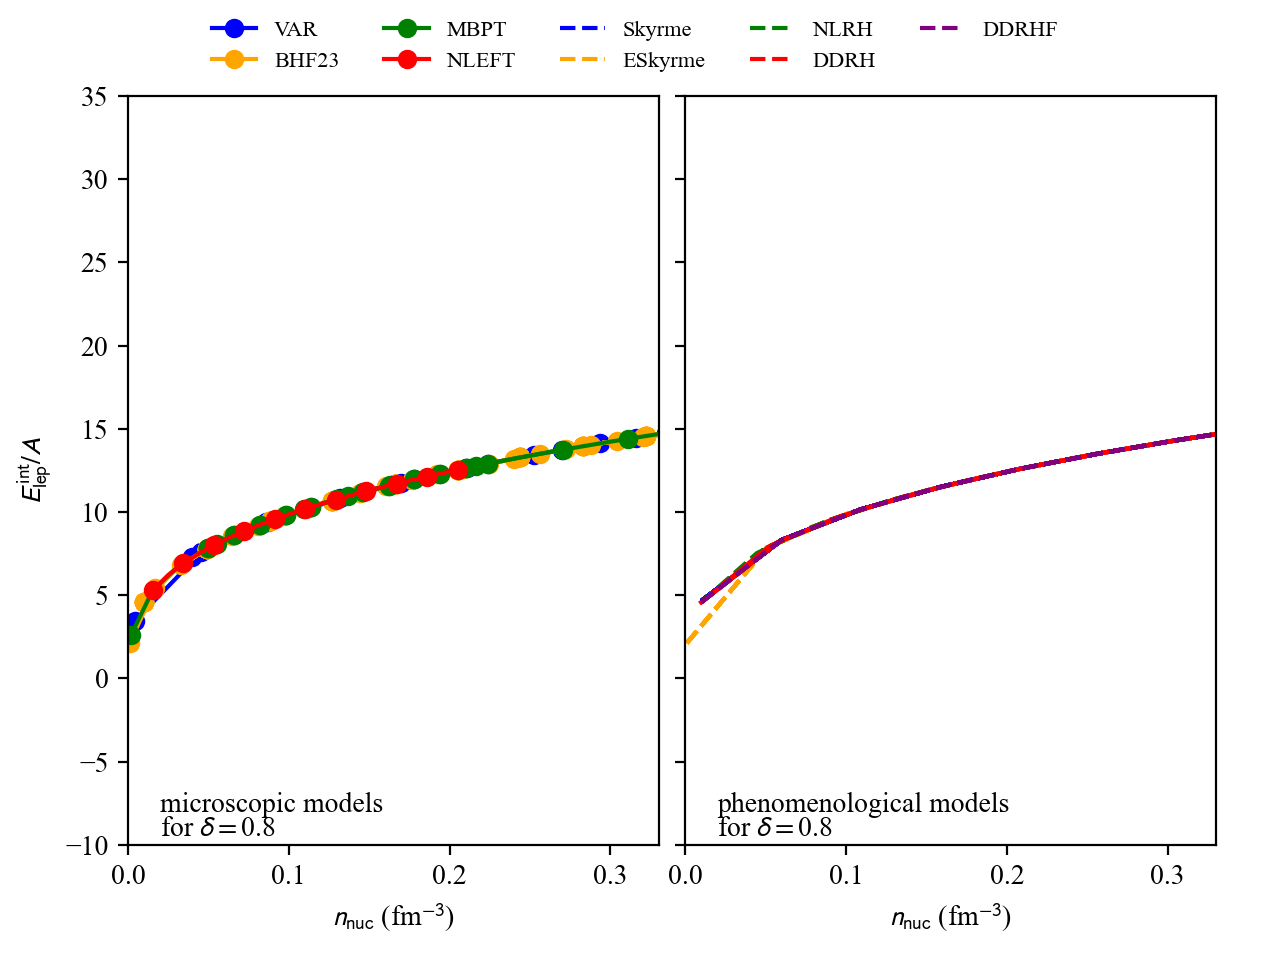 VAR MBPT Skyrme NLRH DDRHF
BHF23 NLEFT ESkyrme DDRH
35
30
25
20
15
10
5
0
−5
−10
E_lep^int/A
microscopic models
for δ = 0.8
phenomenological models
for δ = 0.8
0.0 0.1 0.2 0.3 0.0 0.1 0.2 0.3
n_nuc (fm⁻³) n_nuc (fm⁻³)